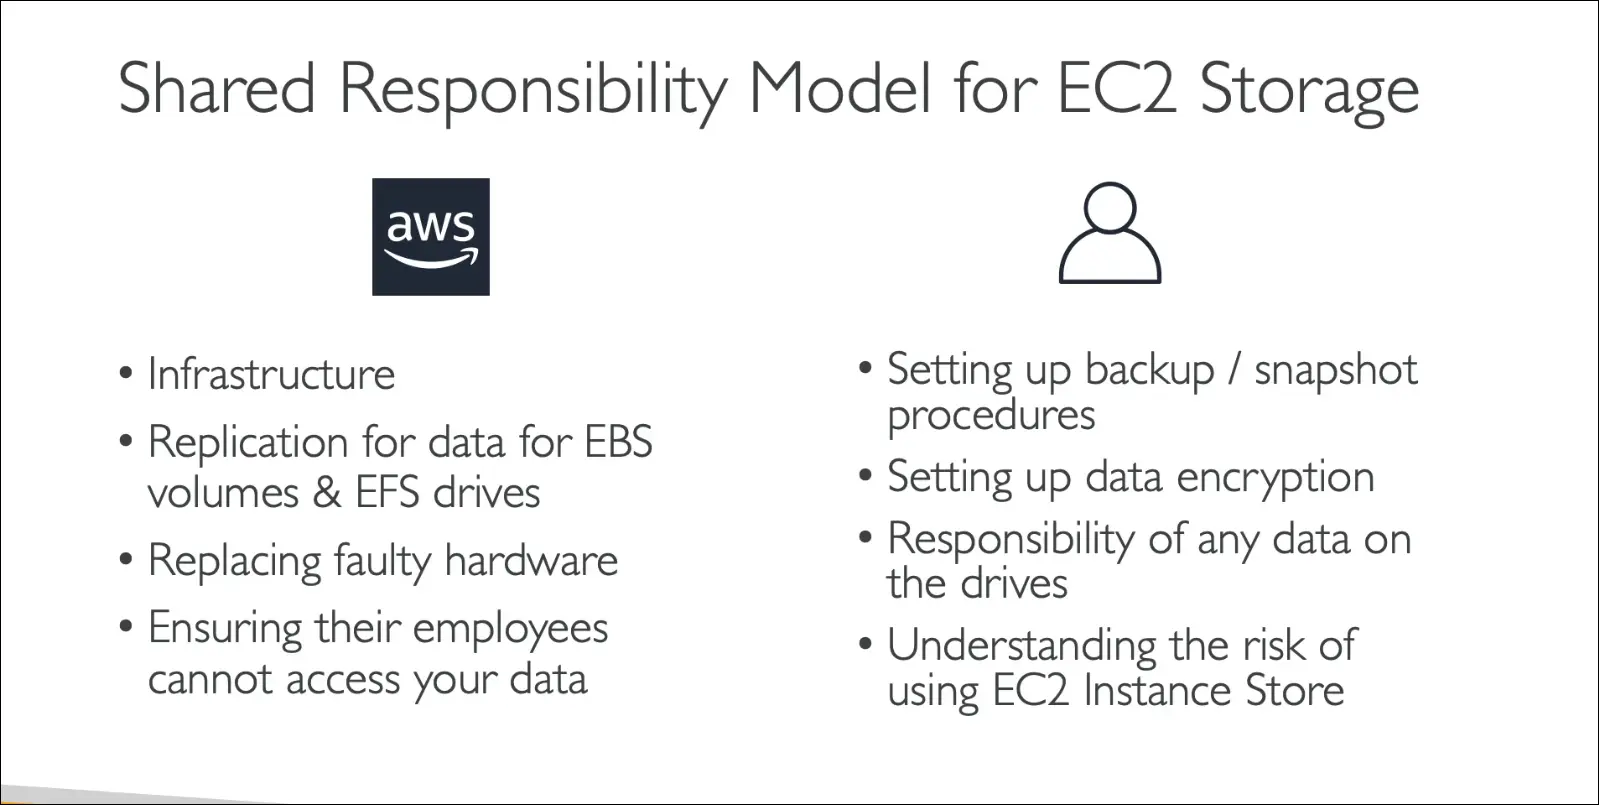 Shared Responsibility Model for EC2 Storage
aws
• Infrastructure
• Replication for data for EBS
volumes & EFS drives
• Replacing faulty hardware
• Ensuring their employees
cannot access your data
• Setting up backup / snapshot
procedures
• Setting up data encryption
• Responsibility of any data on
the drives
• Understanding the risk of
using EC2 Instance Store